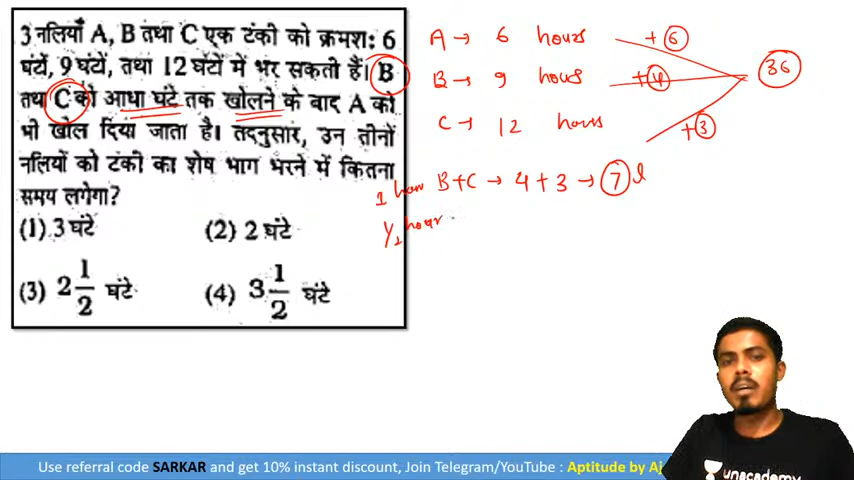 3 नलियाँ A, B तथा C एक टंकी को क्रमश: 6
घंटों, 9 घंटों, तथा 12 घंटों में भर सकती हैं। B
तथा C को आधा घंटे तक खोलने के बाद A को
भी खोल दिया जाता है। तदनुसार, उन तीनों
नलियों को टंकी का शेष भाग भरने में कितना
समय लगेगा?
(1) 3 घंटे
(2) 2 घंटे
(3) 2 1/2 घंटे
(4) 3 1/2 घंटे
A → 6 hours +6
B → 9 hours +4
C → 12 hours +3
36
1 hour B+C → 4+3 → 7 l
hour
unacademy
Use referral code SARKAR and get 10% instant discount, Join Telegram/YouTube : Aptitude by Aj